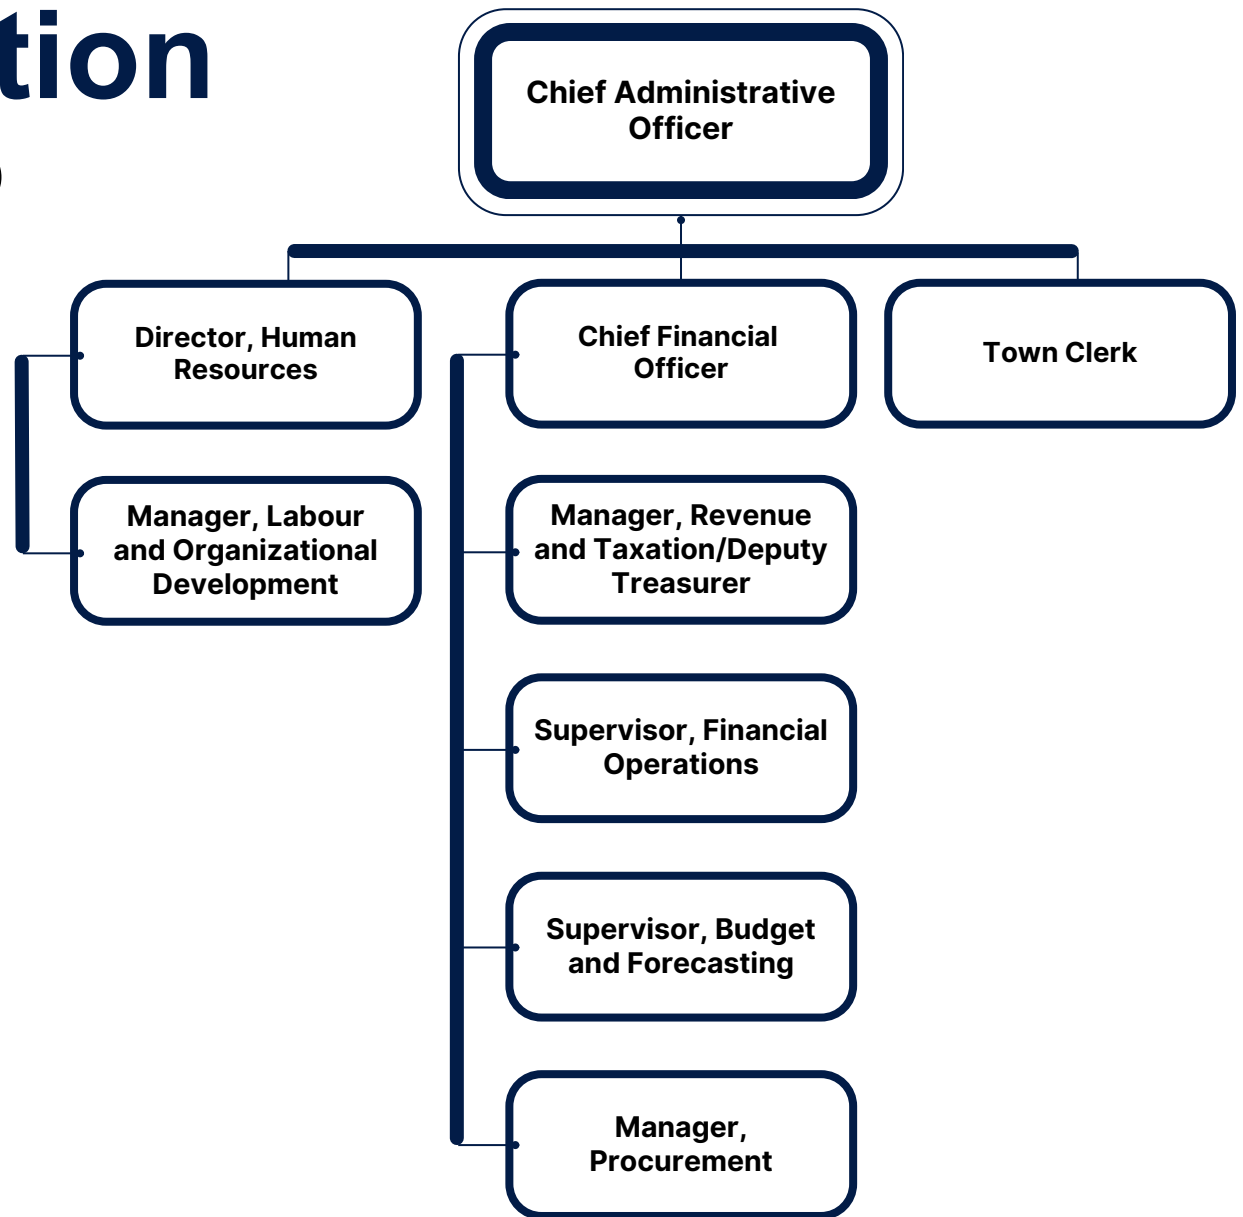 tion
)
Chief Administrative
Officer
Director, Human
Resources
Chief Financial
Officer
Town Clerk
Manager, Labour
and Organizational
Development
Manager, Revenue
and Taxation/Deputy
Treasurer
Supervisor, Financial
Operations
Supervisor, Budget
and Forecasting
Manager,
Procurement